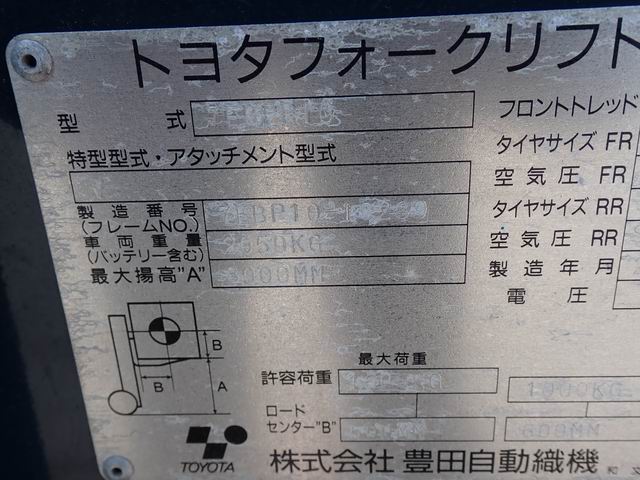 トヨタフォークリフト
型 式
フロントトレッド
特型型式・アタッチメント型式
タイヤサイズ FR
空気圧 FR
製造番号
(フレームNO.)
タイヤサイズ RR
車両重量
(バッテリー含む)
空気圧 RR
最大揚高"A" 3000MM
製造年月
電圧
B
B
A
最大荷重
許容荷重
1000KG
ロード
センター"B"
600MM
TOYOTA
株式会社 豊田自動織機
和文